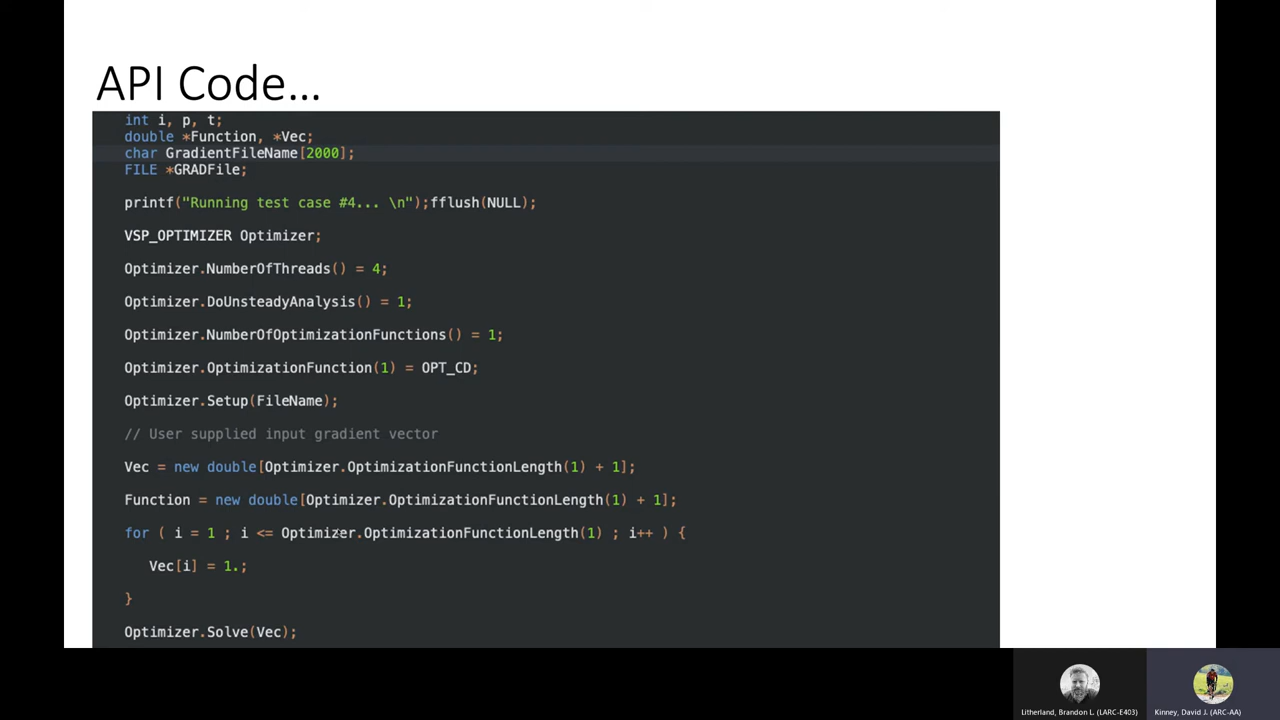 API Code...
int i, p, t;
double *Function, *Vec;
char GradientFileName[2000];
FILE *GRADFile;
printf("Running test case #4... \n");fflush(NULL);
VSP_OPTIMIZER Optimizer;
Optimizer.NumberOfThreads() = 4;
Optimizer.DoUnsteadyAnalysis() = 1;
Optimizer.NumberOfOptimizationFunctions() = 1;
Optimizer.OptimizationFunction(1) = OPT_CD;
Optimizer.Setup(FileName);
// User supplied input gradient vector
Vec = new double[Optimizer.OptimizationFunctionLength(1) + 1];
Function = new double[Optimizer.OptimizationFunctionLength(1) + 1];
for ( i = 1 ; i <= Optimizer.OptimizationFunctionLength(1) ; i++ ) {
Vec[i] = 1.;
}
Optimizer.Solve(Vec);
Litherland, Brandon L. (LARC-E403)
Kinney, David J. (ARC-AA)